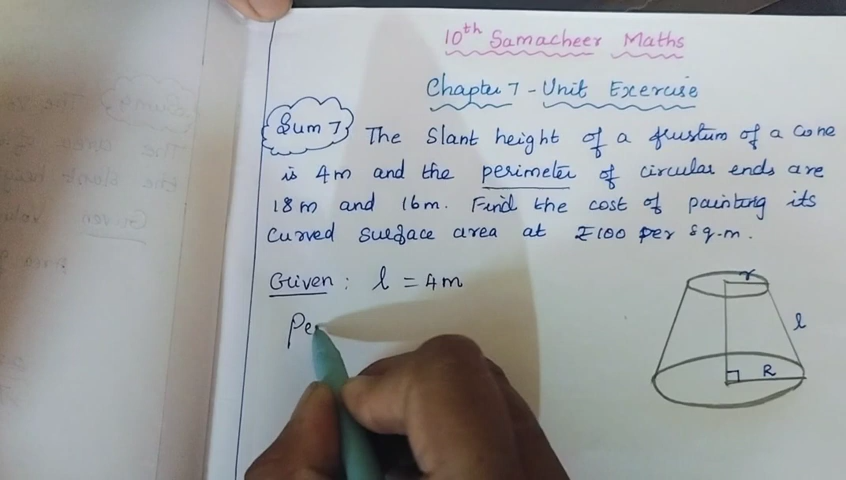 10th Samacheer Maths
Chapter 7 - Unit Exercise
Sum 7
The Slant height of a frustum of a cone
is 4m and the perimeter of circular ends are
18m and 16m. Find the cost of painting its
Curved Surface area at ₹100 per sq.m.
Given : l = 4m
Pe
r
l
R